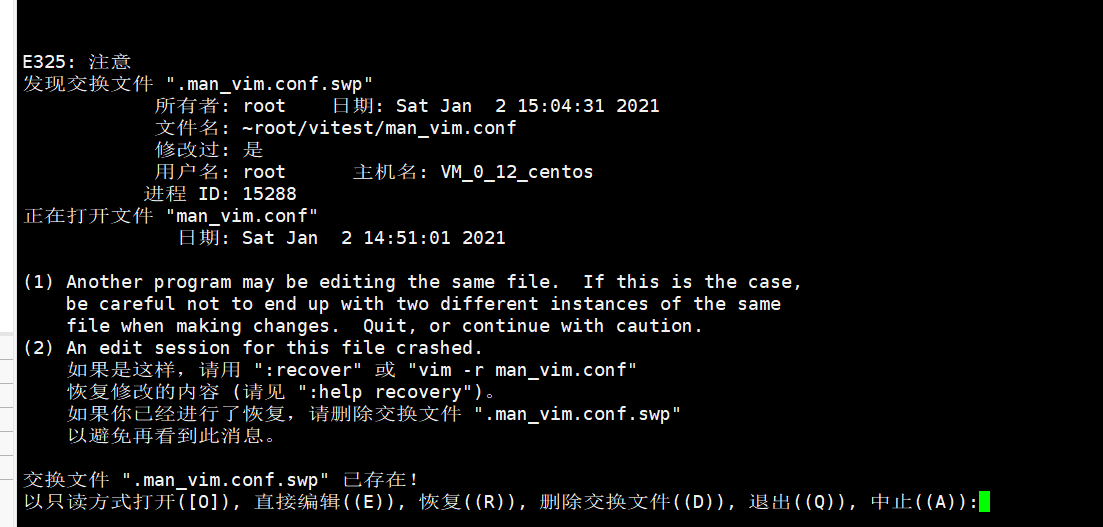 E325: 注意
发现交换文件 ".man_vim.conf.swp"
所有者: root 日期: Sat Jan  2 15:04:31 2021
文件名: ~root/vitest/man_vim.conf
修改过: 是
用户名: root 主机名: VM_0_12_centos
进程 ID: 15288
正在打开文件 "man_vim.conf"
日期: Sat Jan  2 14:51:01 2021
(1) Another program may be editing the same file.  If this is the case,
be careful not to end up with two different instances of the same
file when making changes.  Quit, or continue with caution.
(2) An edit session for this file crashed.
如果是这样，请用 ":recover" 或 "vim -r man_vim.conf"
恢复修改的内容 (请见 ":help recovery")。
如果你已经进行了恢复，请删除交换文件 ".man_vim.conf.swp"
以避免再看到此消息。
交换文件 ".man_vim.conf.swp" 已存在！
以只读方式打开([O]), 直接编辑((E)), 恢复((R)), 删除交换文件((D)), 退出((Q)), 中止((A)):